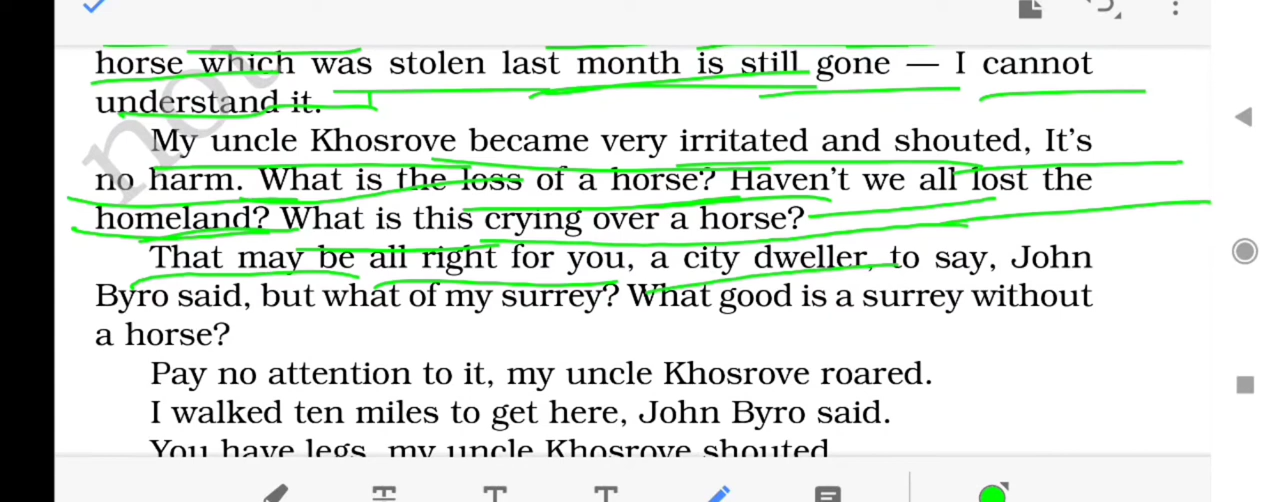 horse which was stolen last month is still gone — I cannot
understand it.
My uncle Khosrove became very irritated and shouted, It's
no harm. What is the loss of a horse? Haven't we all lost the
homeland? What is this crying over a horse?
That may be all right for you, a city dweller, to say, John
Byro said, but what of my surrey? What good is a surrey without
a horse?
Pay no attention to it, my uncle Khosrove roared.
I walked ten miles to get here, John Byro said.
You have legs, my uncle Khosrove shouted
not